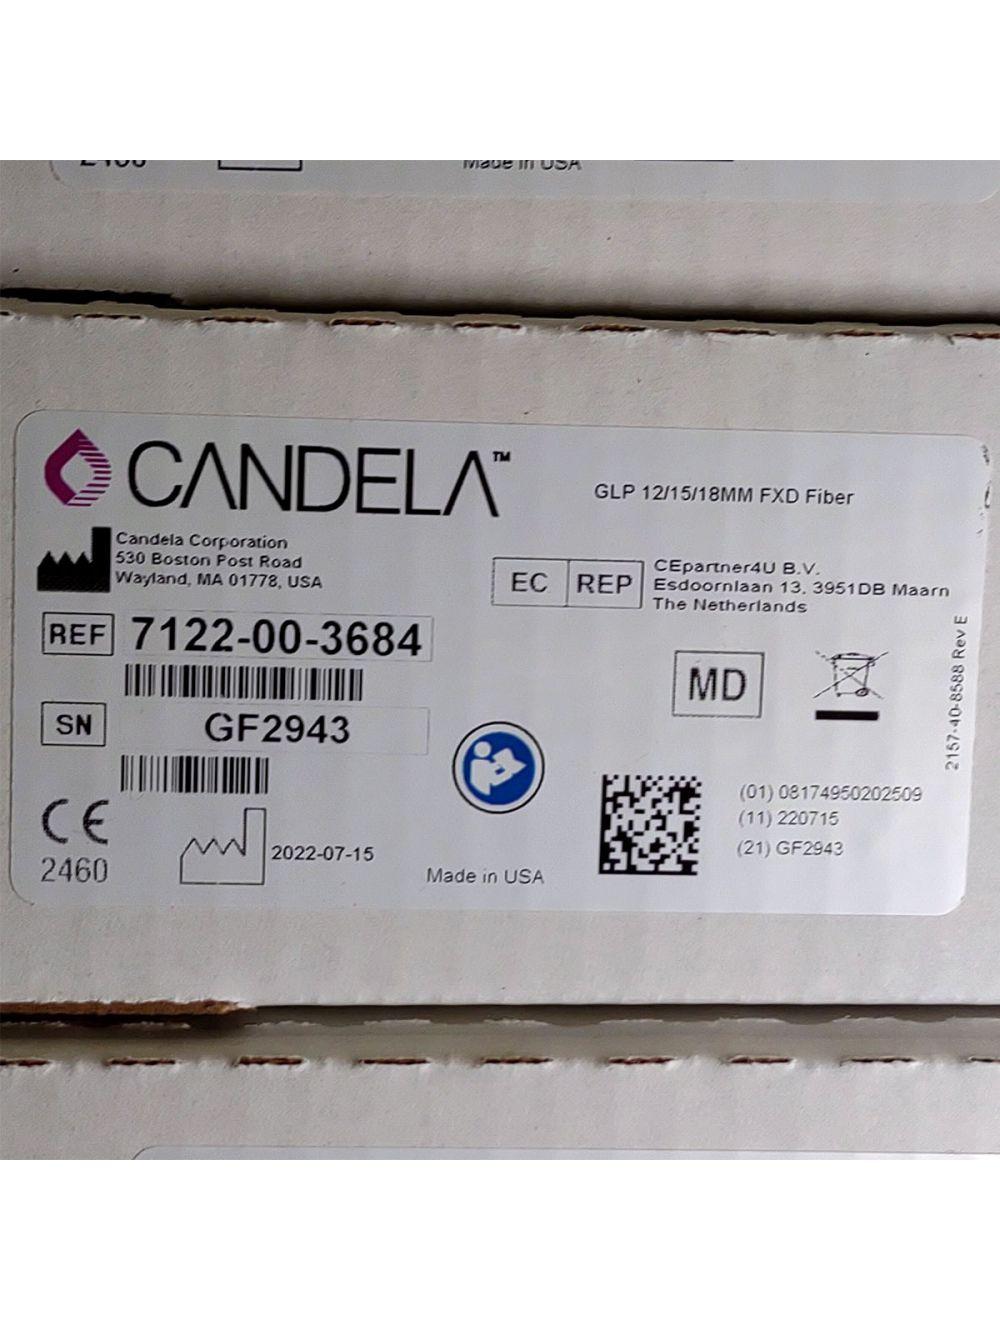 Made in USA
CANDELA™
GLP 12/15/18MM FXD Fiber
Candela Corporation
530 Boston Post Road
Wayland, MA 01778, USA
EC REP
CEpartner4U B.V.
Esdoornlaan 13, 3951DB Maarn
The Netherlands
REF 7122-00-3684
SN GF2943
MD
2157-40-8588 Rev E
CE
2460
2022-07-15
Made in USA
(01) 08174950202509
(11) 220715
(21) GF2943